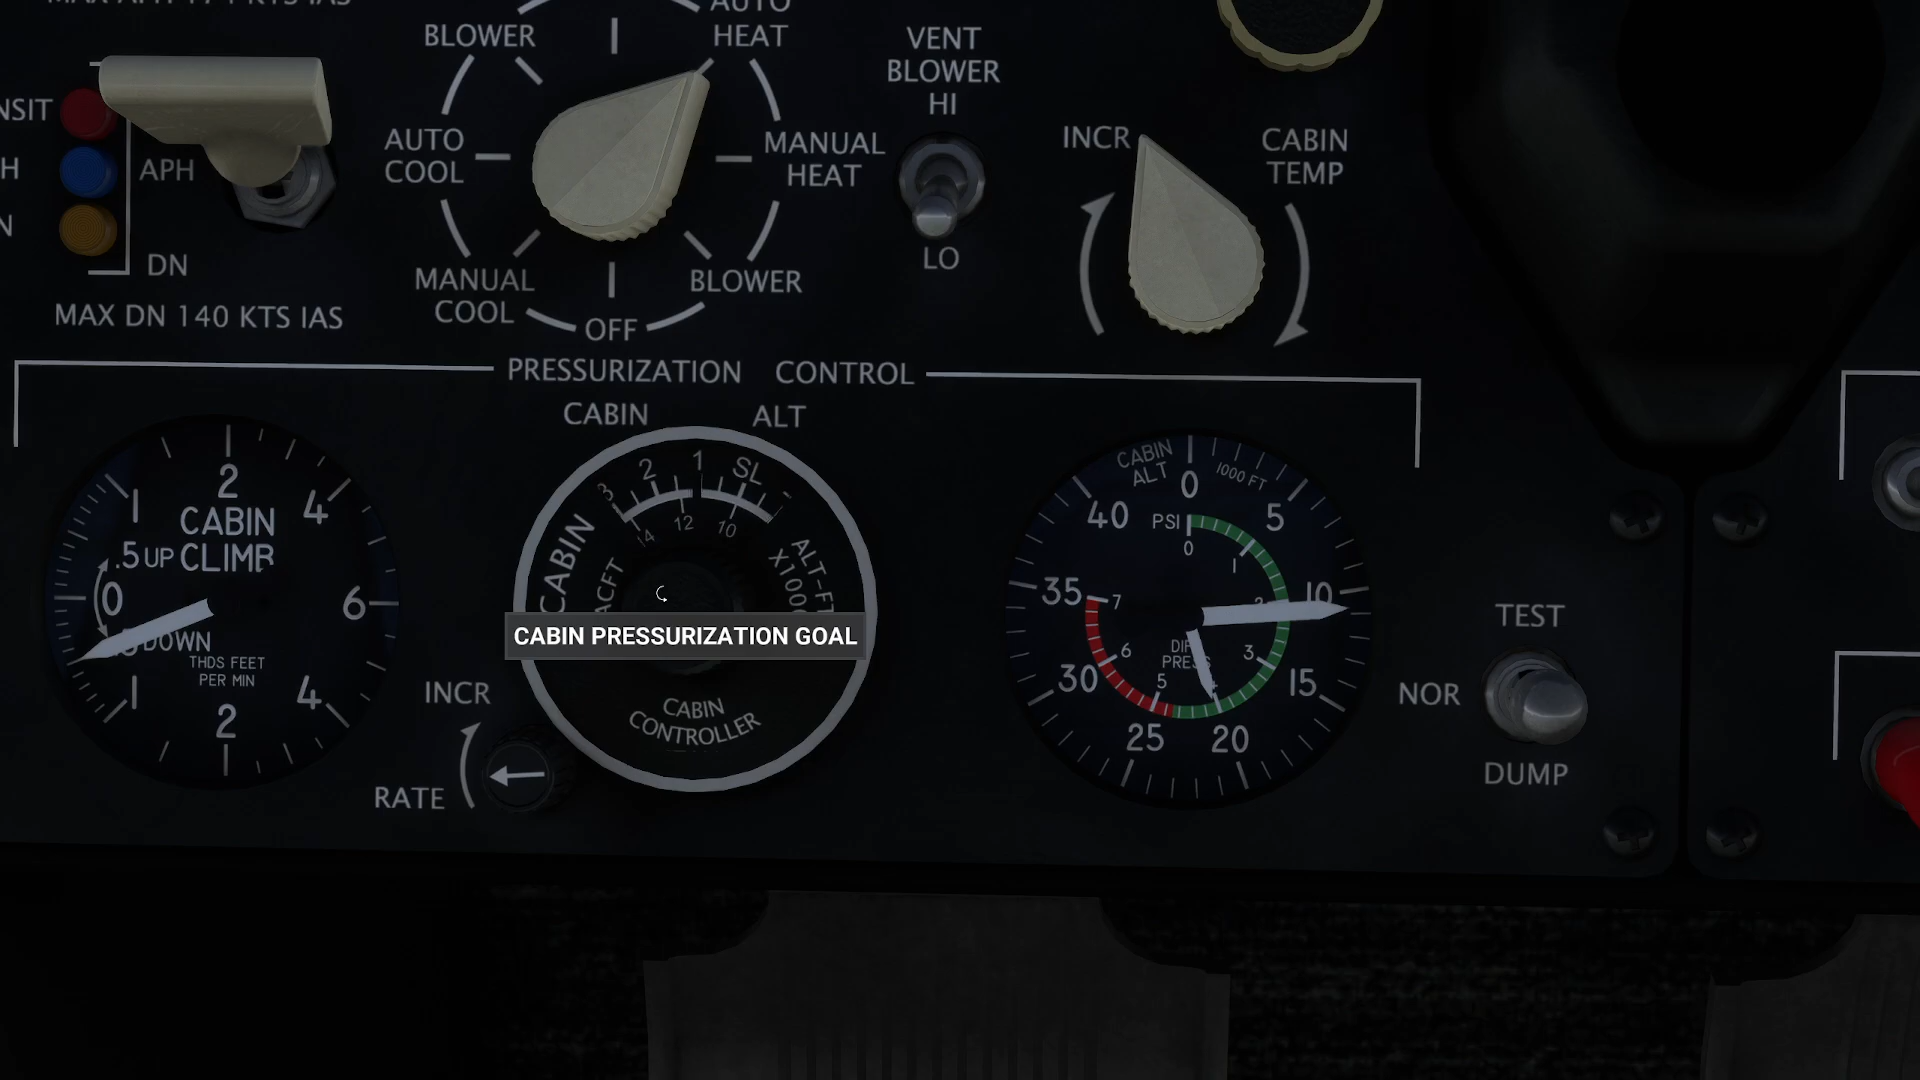 BLOWER
AUTO
HEAT
VENT
BLOWER
HI
NSIT
AUTO
COOL
MANUAL
HEAT
INCR
CABIN
TEMP
H
APH
N
DN
LO
MANUAL
COOL
BLOWER
OFF
MAX DN 140 KTS IAS
PRESSURIZATION CONTROL
CABIN ALT
2
4
6
4
2
1
.5 UP
0
DOWN
1
CABIN
CLIMB
THDS FEET
PER MIN
3 2 1 SL -
14 12 10
CABIN
ACFT
ALT-FT
X1000
CABIN PRESSURIZATION GOAL
CABIN
CONTROLLER
INCR
RATE
CABIN
ALT
1000 FT
0
5
10
15
20
25
30
35
40
PSI
0
1
3
5
6
7
TEST
NOR
DUMP